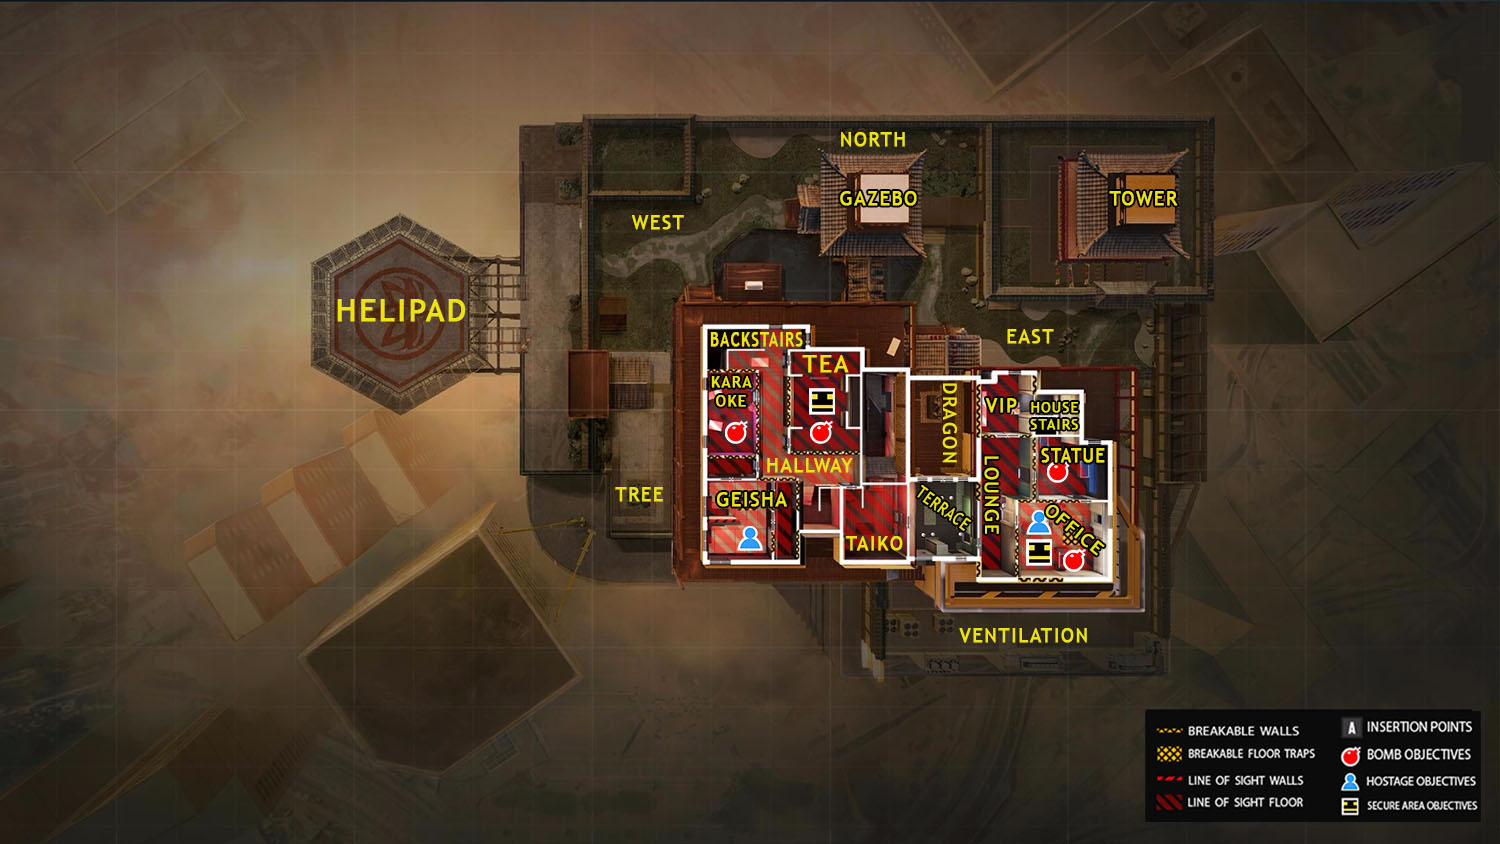 NORTH
GAZEBO
TOWER
WEST
HELIPAD
EAST
BACKSTAIRS
TEA
KARA
OKE
DRAGON
VIP
HOUSE
STAIRS
STATUE
HALLWAY
LOUNGE
TREE
GEISHA
TERRACE
OFFICE
TAIKO
VENTILATION
BREAKABLE WALLS
BREAKABLE FLOOR TRAPS
LINE OF SIGHT WALLS
LINE OF SIGHT FLOOR
A INSERTION POINTS
BOMB OBJECTIVES
HOSTAGE OBJECTIVES
SECURE AREA OBJECTIVES